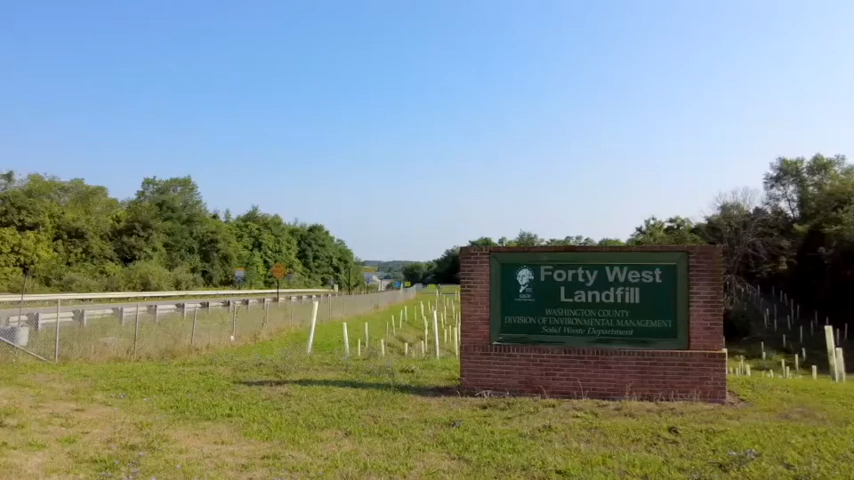 Forty West
Landfill
WASHINGTON COUNTY
DIVISION OF ENVIRONMENTAL MANAGEMENT
Solid Waste Department